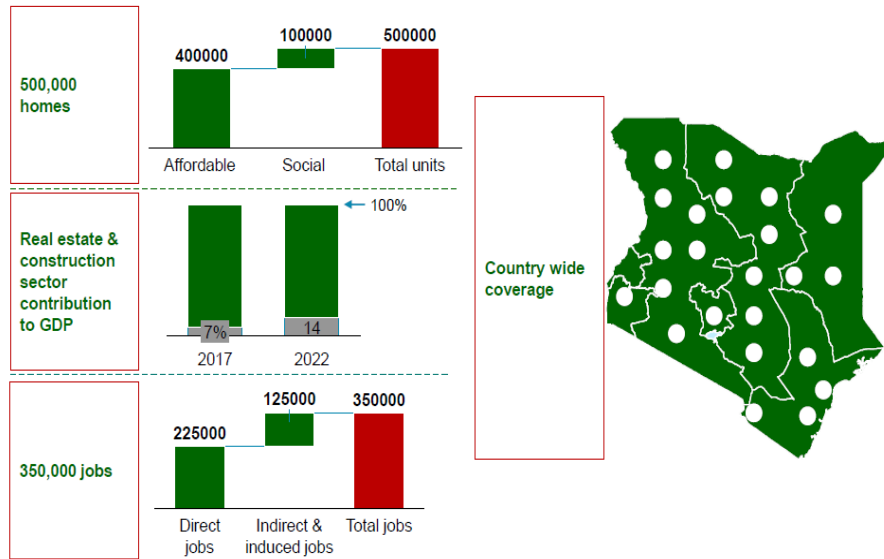 500,000
homes
400000
100000
500000
Affordable
Social
Total units
Real estate &
construction
sector
contribution
to GDP
100%
7%
14
2017
2022
350,000 jobs
225000
125000
350000
Direct
jobs
Indirect &
induced jobs
Total jobs
Country wide
coverage